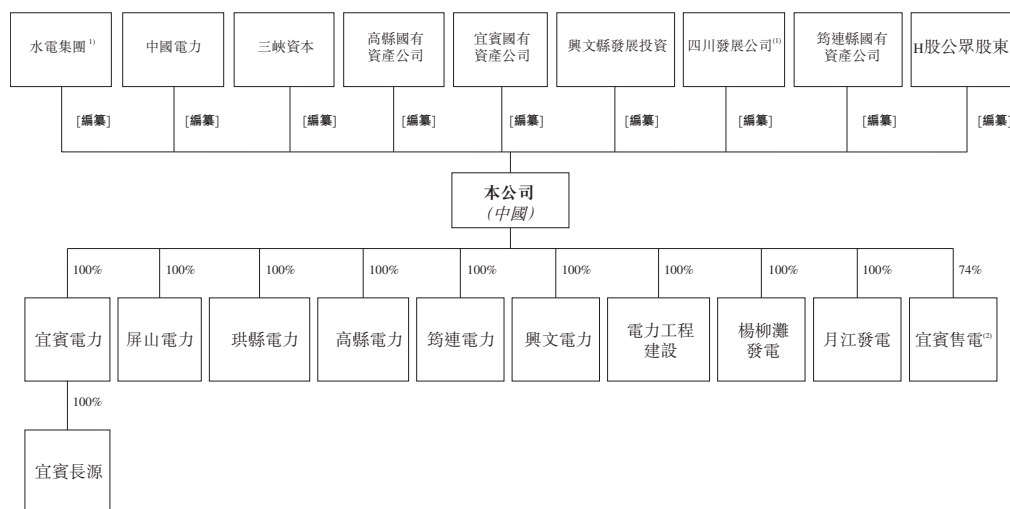 水電集團 1)
中國電力
三峽資本
高縣國有
資產公司
宜賓國有
資產公司
興文縣發展投資
四川發展公司(1)
筠連縣國有
資產公司
H股公眾股東
[編纂]
[編纂]
[編纂]
[編纂]
[編纂]
[編纂]
[編纂]
[編纂]
[編纂]
本公司
(中國)
100%
100%
100%
100%
100%
100%
100%
100%
100%
74%
宜賓電力
屏山電力
珙縣電力
高縣電力
筠連電力
興文電力
電力工程
建設
楊柳灘
發電
月江發電
宜賓售電(2)
100%
宜賓長源